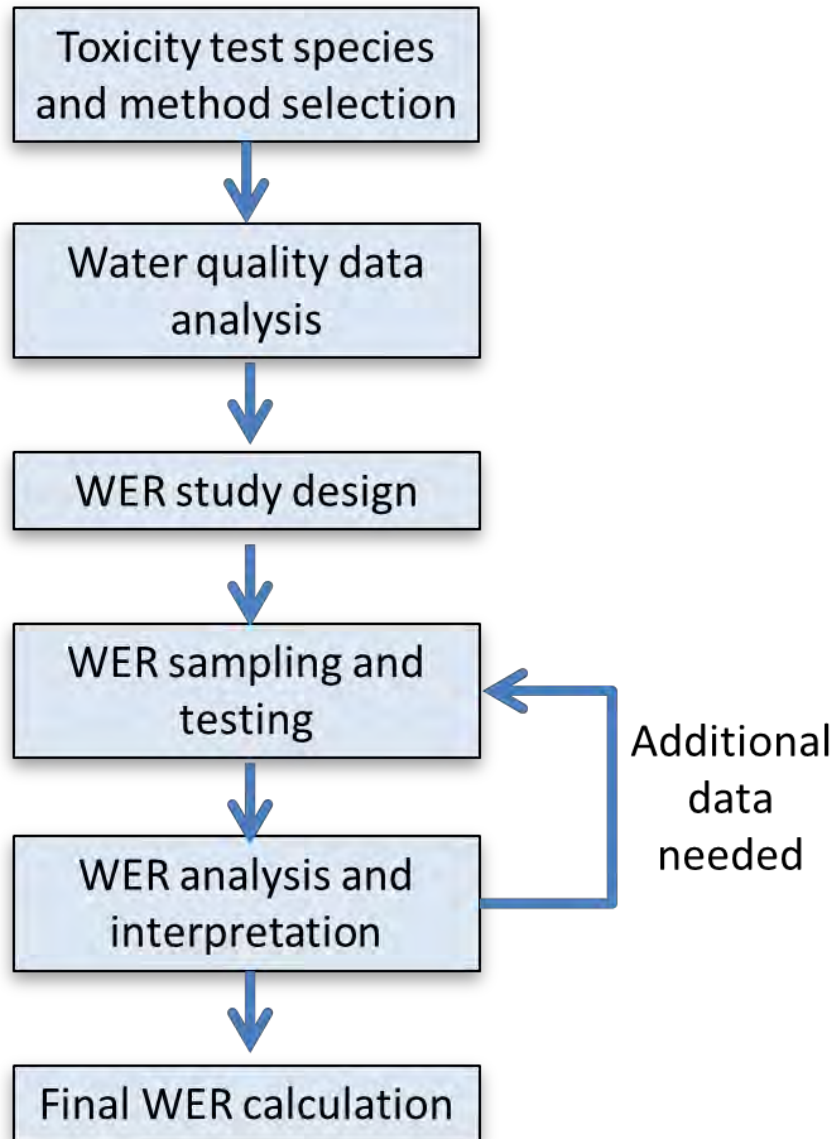 Toxicity test species
and method selection
Water quality data
analysis
WER study design
WER sampling and
testing
Additional
data
needed
WER analysis and
interpretation
Final WER calculation